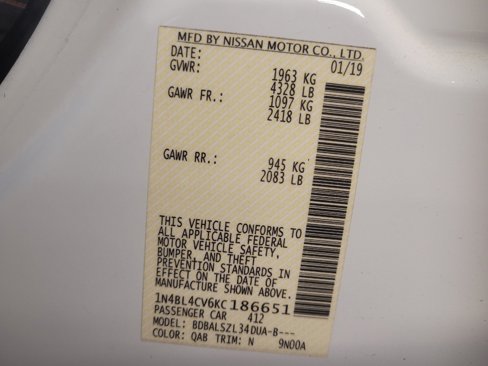 MFD BY NISSAN MOTOR CO., LTD.
DATE: 01/19
GVWR: 1963 KG
4328 LB
GAWR FR.: 1097 KG
2418 LB
GAWR RR.: 945 KG
2083 LB
THIS VEHICLE CONFORMS TO
ALL APPLICABLE FEDERAL
MOTOR VEHICLE SAFETY,
BUMPER, AND THEFT
PREVENTION STANDARDS IN
EFFECT ON THE DATE OF
MANUFACTURE SHOWN ABOVE.
1N4BL4CV6KC186651
PASSENGER CAR 412
MODEL: BDBALSZL34DUA-B---
COLOR: QAB TRIM: N 9N00A